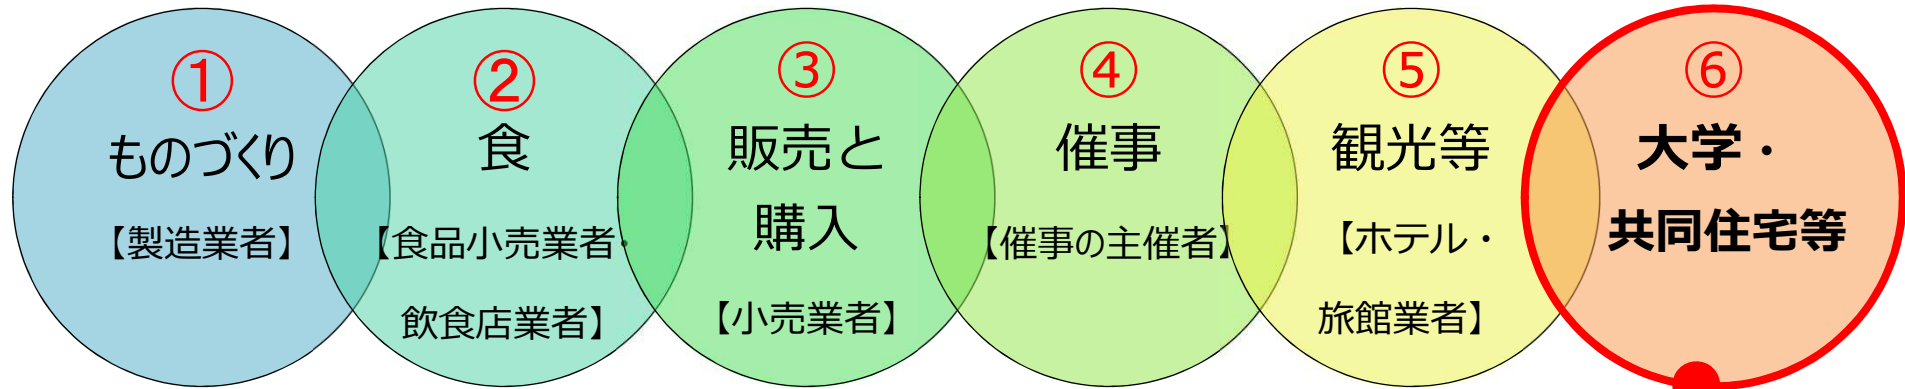 ①
ものづくり
【製造業者】
②
食
【食品小売業者・
飲食店業者】
③
販売と
購入
【小売業者】
④
催事
【催事の主催者】
⑤
観光等
【ホテル・
旅館業者】
⑥
大学・
共同住宅等